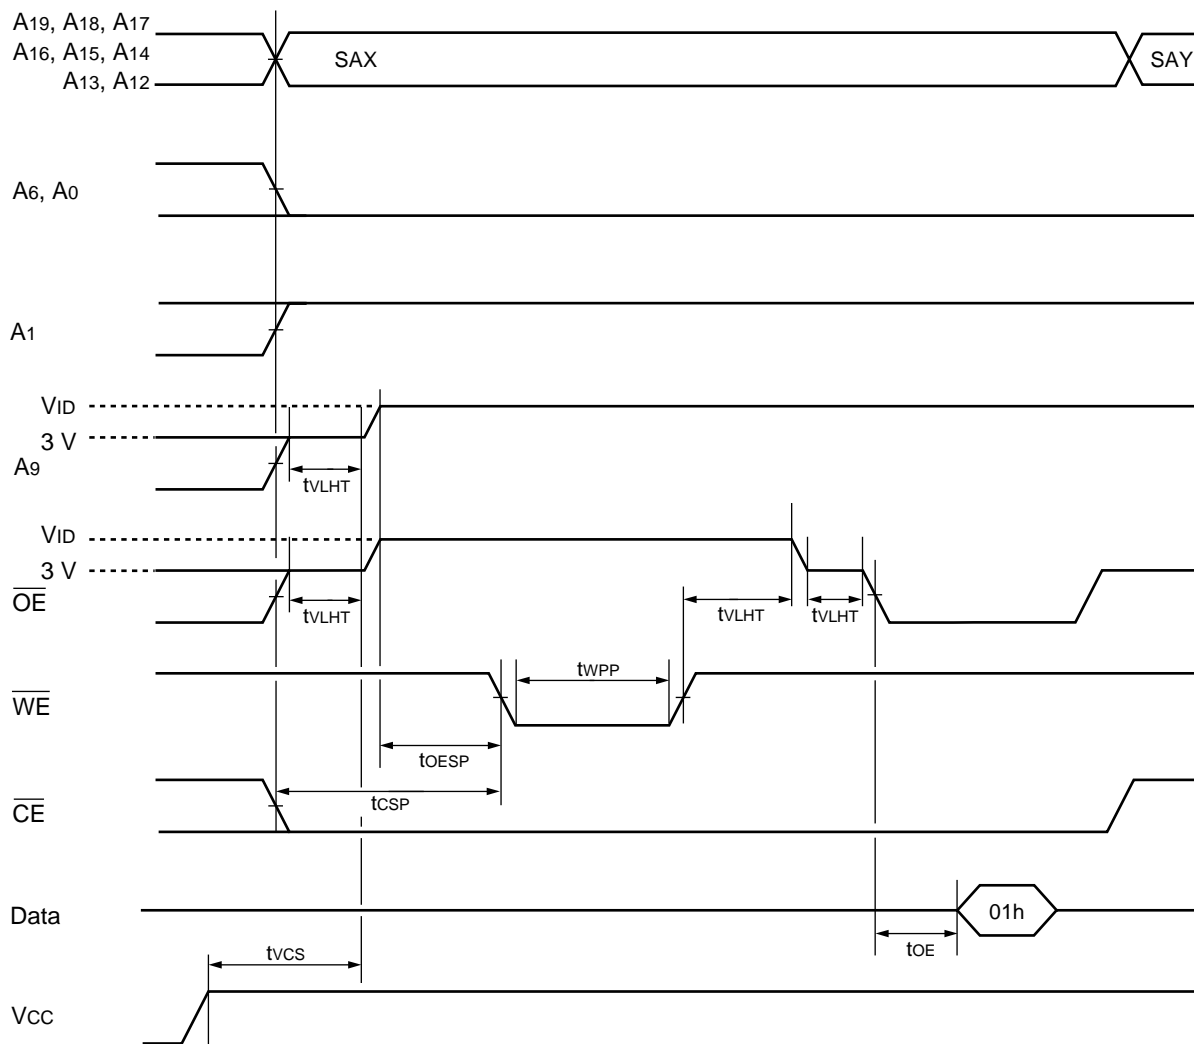 A19, A18, A17
A16, A15, A14
A13, A12
SAX
SAY
A6, A0
A1
VID
3 V
A9
tVLHT
VID
3 V
OE
tVLHT
tVLHT
tVLHT
WE
tWPP
tOESP
CE
tCSP
Data
01h
tOE
tVCS
VCC